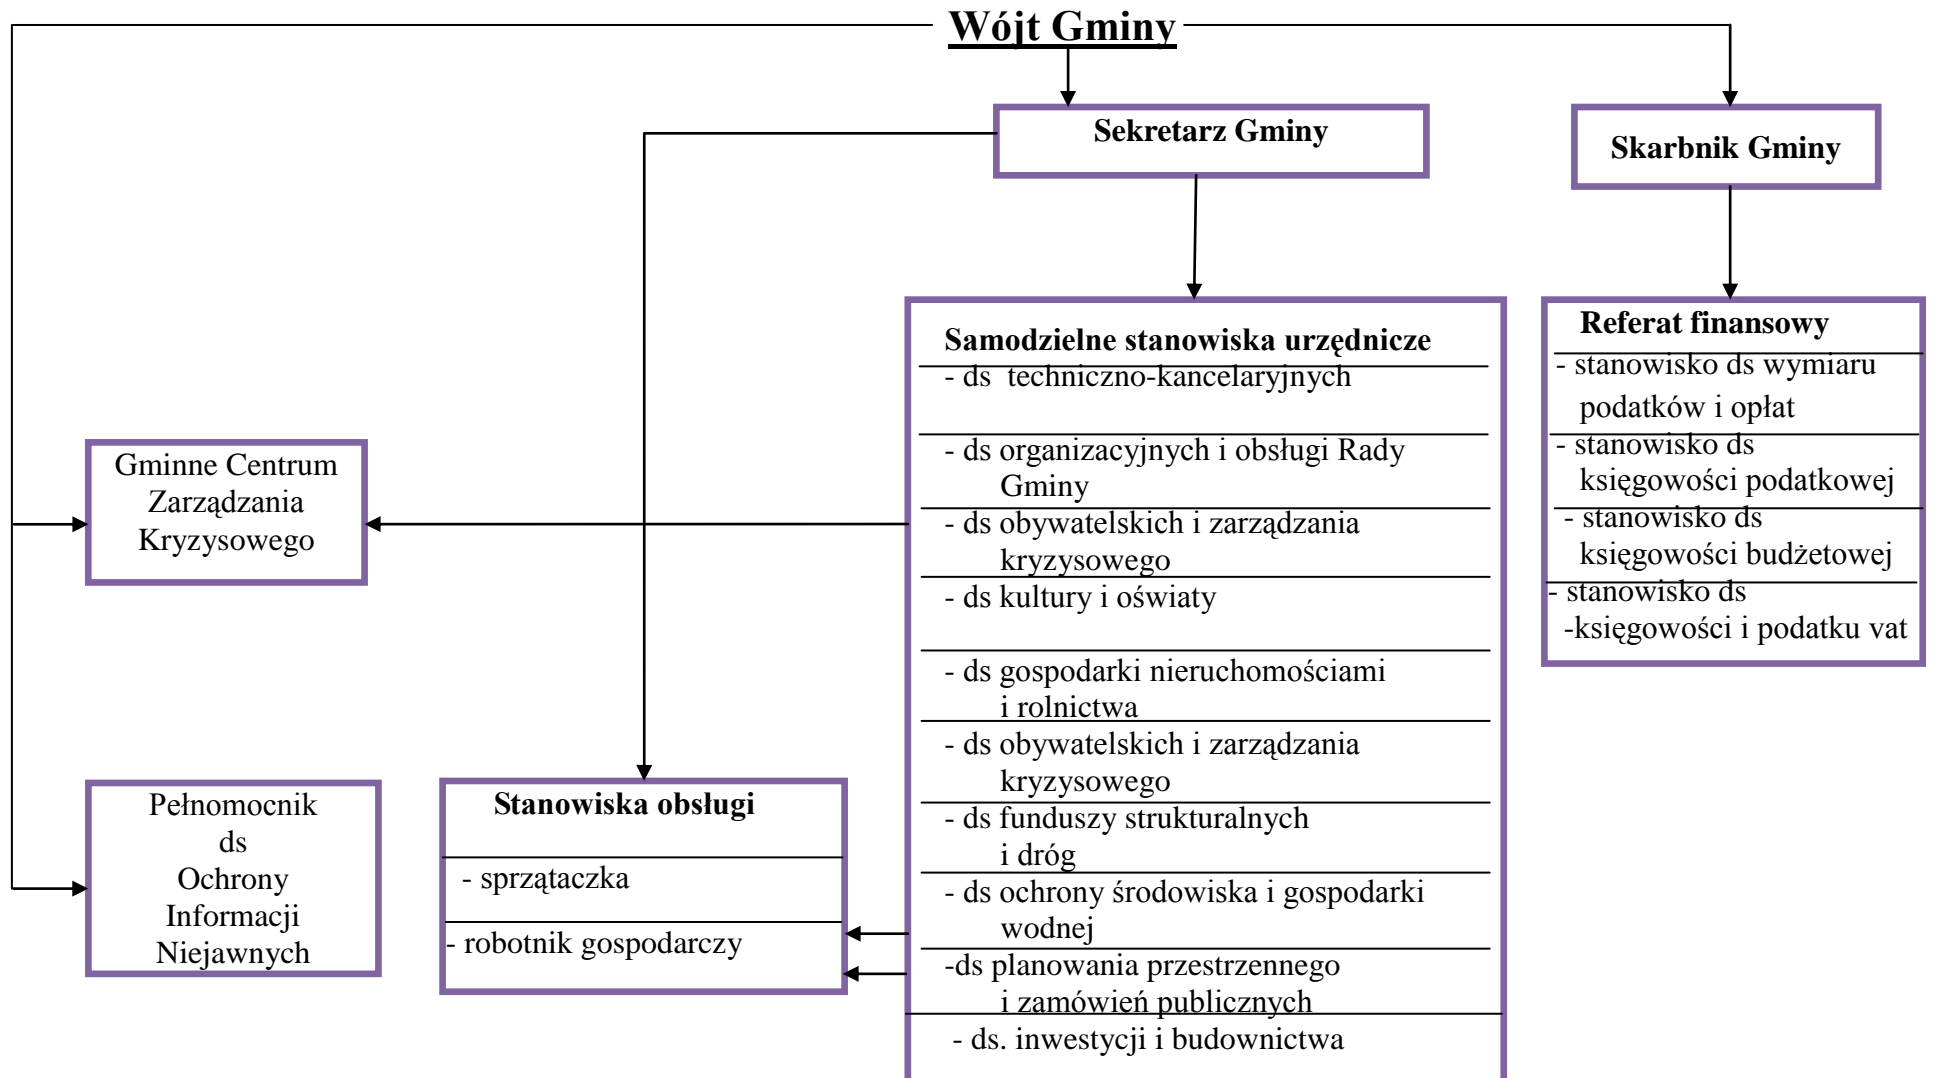 Wójt Gminy
Sekretarz Gminy
Skarbnik Gminy
Samodzielne stanowiska urzędnicze
- ds techniczno-kancelaryjnych
- ds organizacyjnych i obsługi Rady
Gminy
- ds obywatelskich i zarządzania
kryzysowego
- ds kultury i oświaty
- ds gospodarki nieruchomościami
i rolnictwa
- ds obywatelskich i zarządzania
kryzysowego
- ds funduszy strukturalnych
i dróg
- ds ochrony środowiska i gospodarki
wodnej
-ds planowania przestrzennego
i zamówień publicznych
- ds. inwestycji i budownictwa
Referat finansowy
- stanowisko ds wymiaru
podatków i opłat
- stanowisko ds
księgowości podatkowej
- stanowisko ds
księgowości budżetowej
- stanowisko ds
-księgowości i podatku vat
Gminne Centrum
Zarządzania
Kryzysowego
Pełnomocnik
ds
Ochrony
Informacji
Niejawnych
Stanowiska obsługi
- sprzątaczka
- robotnik gospodarczy